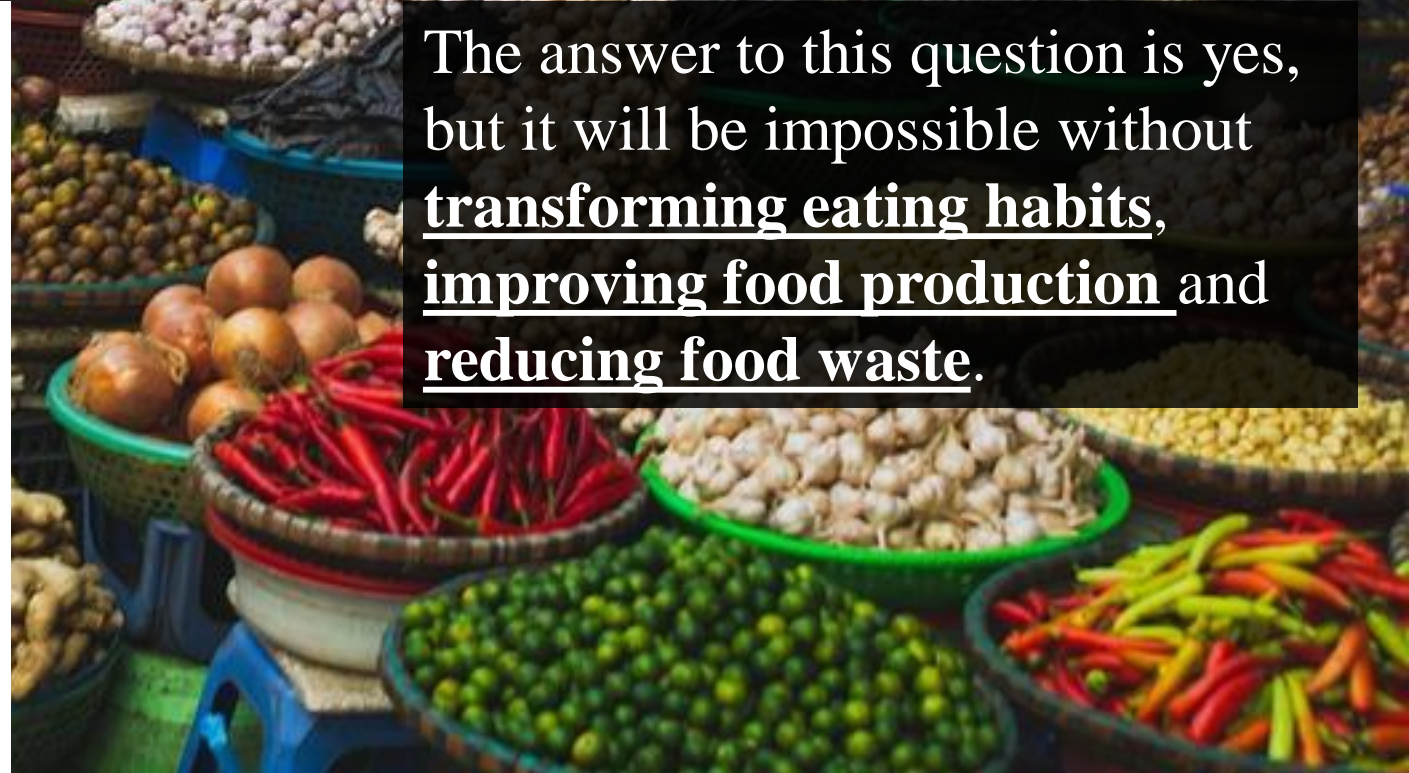 The answer to this question is yes,
but it will be impossible without
transforming eating habits,
improving food production and
reducing food waste.